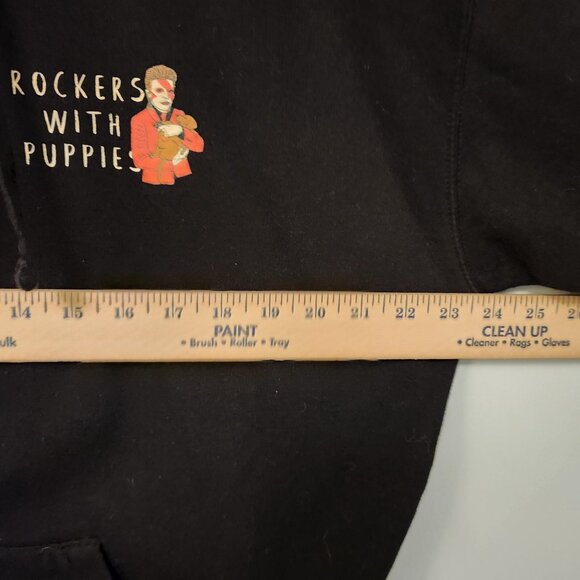 ROCKERS
WITH
PUPPIES
14 15 16 17 18 19 20 21 22 23 24 25
PAINT
• Brush • Roller • Tray
CLEAN UP
• Cleaner • Rags • Gloves